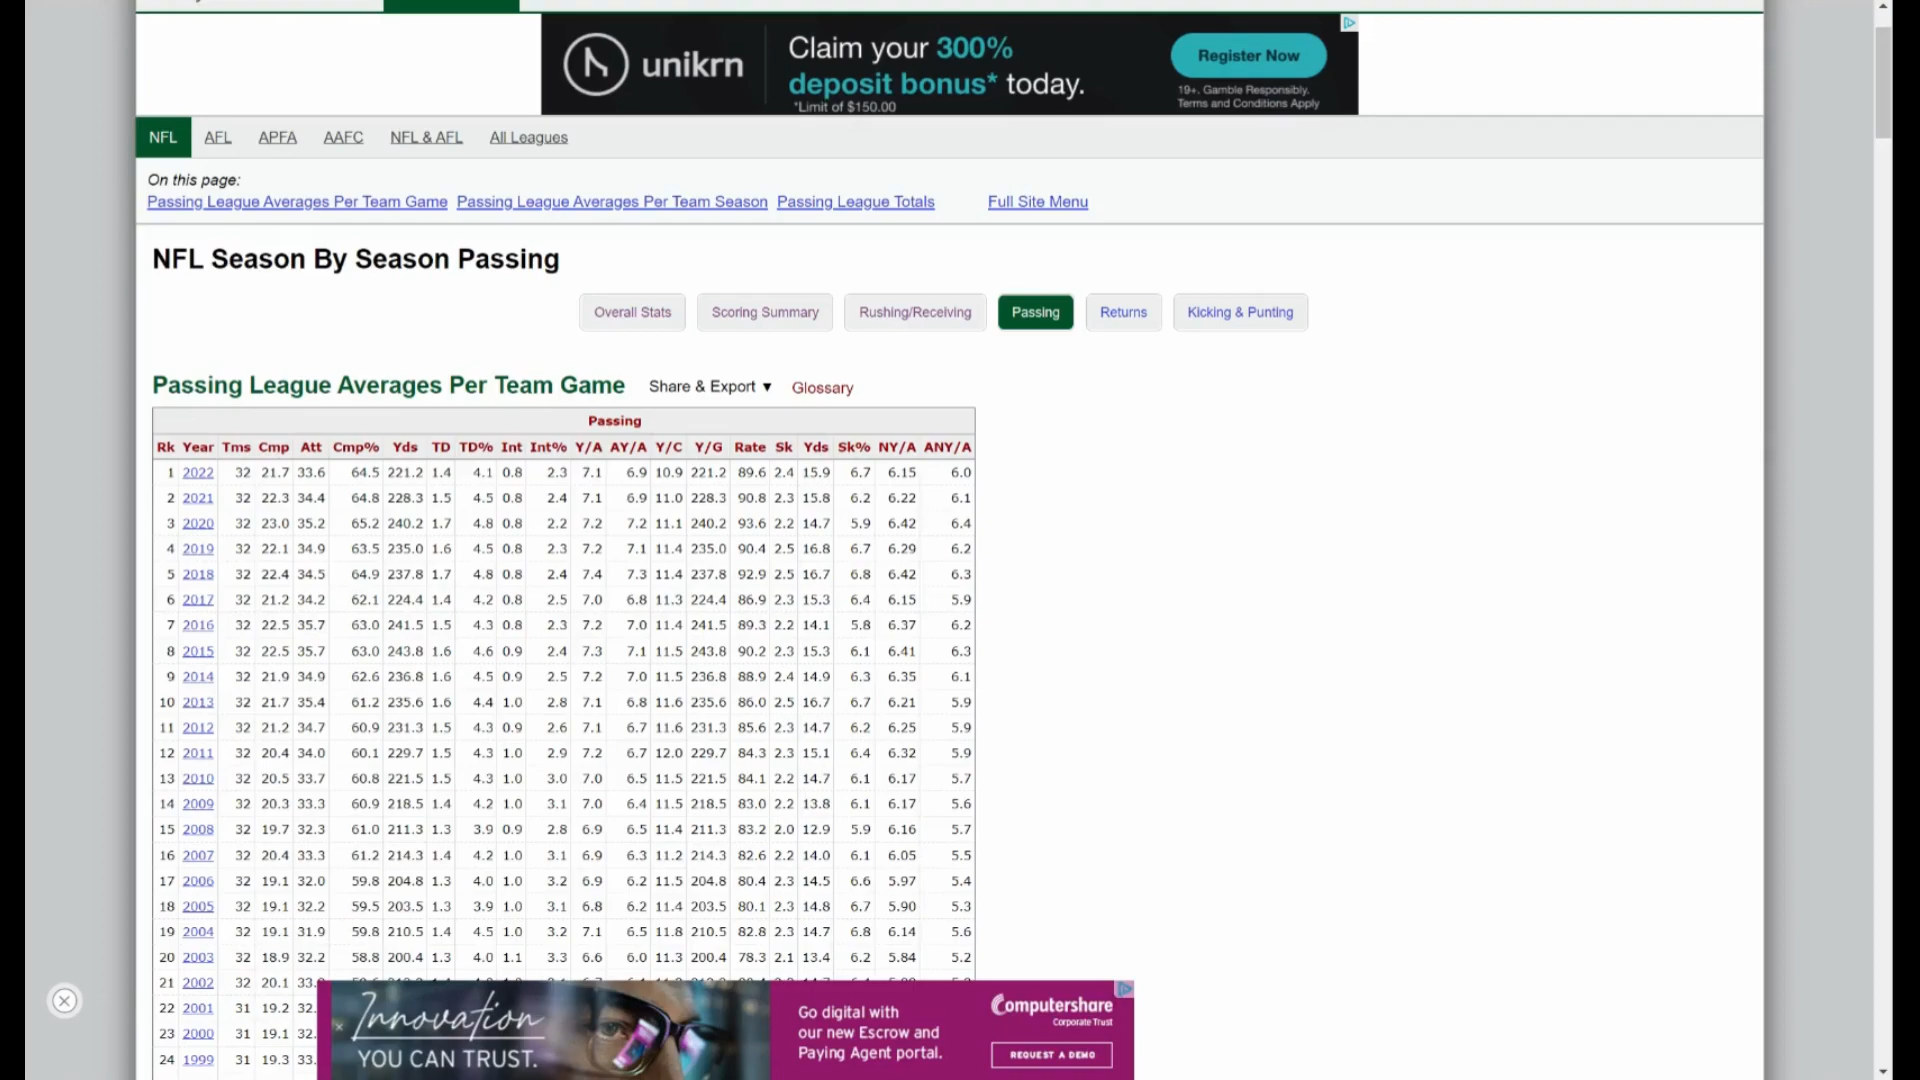 unikrn
Claim your 300%
deposit bonus* today.
*Limit of $150.00
Register Now
19+. Gamble Responsibly.
Terms and Conditions Apply
NFL AFL APFA AAFC NFL & AFL All Leagues
On this page:
Passing League Averages Per Team Game Passing League Averages Per Team Season Passing League Totals Full Site Menu
NFL Season By Season Passing
Overall Stats Scoring Summary Rushing/Receiving Passing Returns Kicking & Punting
Passing League Averages Per Team Game Share & Export ▼ Glossary
Passing
Rk Year Tms Cmp Att Cmp% Yds TD TD% Int Int% Y/A AY/A Y/C Y/G Rate Sk Yds Sk% NY/A ANY/A
1 2022 32 21.7 33.6 64.5 221.2 1.4 4.1 0.8 2.3 7.1 6.9 10.9 221.2 89.6 2.4 15.9 6.7 6.15 6.0
2 2021 32 22.3 34.4 64.8 228.3 1.5 4.5 0.8 2.4 7.1 6.9 11.0 228.3 90.8 2.3 15.8 6.2 6.22 6.1
3 2020 32 23.0 35.2 65.2 240.2 1.7 4.8 0.8 2.2 7.2 7.2 11.1 240.2 93.6 2.2 14.7 5.9 6.42 6.4
4 2019 32 22.1 34.9 63.5 235.0 1.6 4.5 0.8 2.3 7.2 7.1 11.4 235.0 90.4 2.5 16.8 6.7 6.29 6.2
5 2018 32 22.4 34.5 64.9 237.8 1.7 4.8 0.8 2.4 7.4 7.3 11.4 237.8 92.9 2.5 16.7 6.8 6.42 6.3
6 2017 32 21.2 34.2 62.1 224.4 1.4 4.2 0.8 2.5 7.0 6.8 11.3 224.4 86.9 2.3 15.3 6.4 6.15 5.9
7 2016 32 22.5 35.7 63.0 241.5 1.5 4.3 0.8 2.3 7.2 7.0 11.4 241.5 89.3 2.2 14.1 5.8 6.37 6.2
8 2015 32 22.5 35.7 63.0 243.8 1.6 4.6 0.9 2.4 7.3 7.1 11.5 243.8 90.2 2.3 15.3 6.1 6.41 6.3
9 2014 32 21.9 34.9 62.6 236.8 1.6 4.5 0.9 2.5 7.2 7.0 11.5 236.8 88.9 2.4 14.9 6.3 6.35 6.1
10 2013 32 21.7 35.4 61.2 235.6 1.6 4.4 1.0 2.8 7.1 6.8 11.6 235.6 86.0 2.5 16.7 6.7 6.21 5.9
11 2012 32 21.2 34.7 60.9 231.3 1.5 4.3 0.9 2.6 7.1 6.7 11.6 231.3 85.6 2.3 14.7 6.2 6.25 5.9
12 2011 32 20.4 34.0 60.1 229.7 1.5 4.3 1.0 2.9 7.2 6.7 12.0 229.7 84.3 2.3 15.1 6.4 6.32 5.9
13 2010 32 20.5 33.7 60.8 221.5 1.5 4.3 1.0 3.0 7.0 6.5 11.5 221.5 84.1 2.2 14.7 6.1 6.17 5.7
14 2009 32 20.3 33.3 60.9 218.5 1.4 4.2 1.0 3.1 7.0 6.4 11.5 218.5 83.0 2.2 13.8 6.1 6.17 5.6
15 2008 32 19.7 32.3 61.0 211.3 1.3 3.9 0.9 2.8 6.9 6.5 11.4 211.3 83.2 2.0 12.9 5.9 6.16 5.7
16 2007 32 20.4 33.3 61.2 214.3 1.4 4.2 1.0 3.1 6.9 6.3 11.2 214.3 82.6 2.2 14.0 6.1 6.05 5.5
17 2006 32 19.1 32.0 59.8 204.8 1.3 4.0 1.0 3.2 6.9 6.2 11.5 204.8 80.4 2.3 14.5 6.6 5.97 5.4
18 2005 32 19.1 32.2 59.5 203.5 1.3 3.9 1.0 3.1 6.8 6.2 11.4 203.5 80.1 2.3 14.8 6.7 5.90 5.3
19 2004 32 19.1 31.9 59.8 210.5 1.4 4.5 1.0 3.2 7.1 6.5 11.8 210.5 82.8 2.3 14.7 6.8 6.14 5.6
20 2003 32 18.9 32.2 58.8 200.4 1.3 4.0 1.1 3.3 6.6 6.0 11.3 200.4 78.3 2.1 13.4 6.2 5.84 5.2
21 2002 32 20.1 33.
22 2001 31 19.2 32.
23 2000 31 19.1 32.
24 1999 31 19.3 33.
Innovation
YOU CAN TRUST.
Go digital with
our new Escrow and
Paying Agent portal.
Computershare
Corporate Trust
REQUEST A DEMO